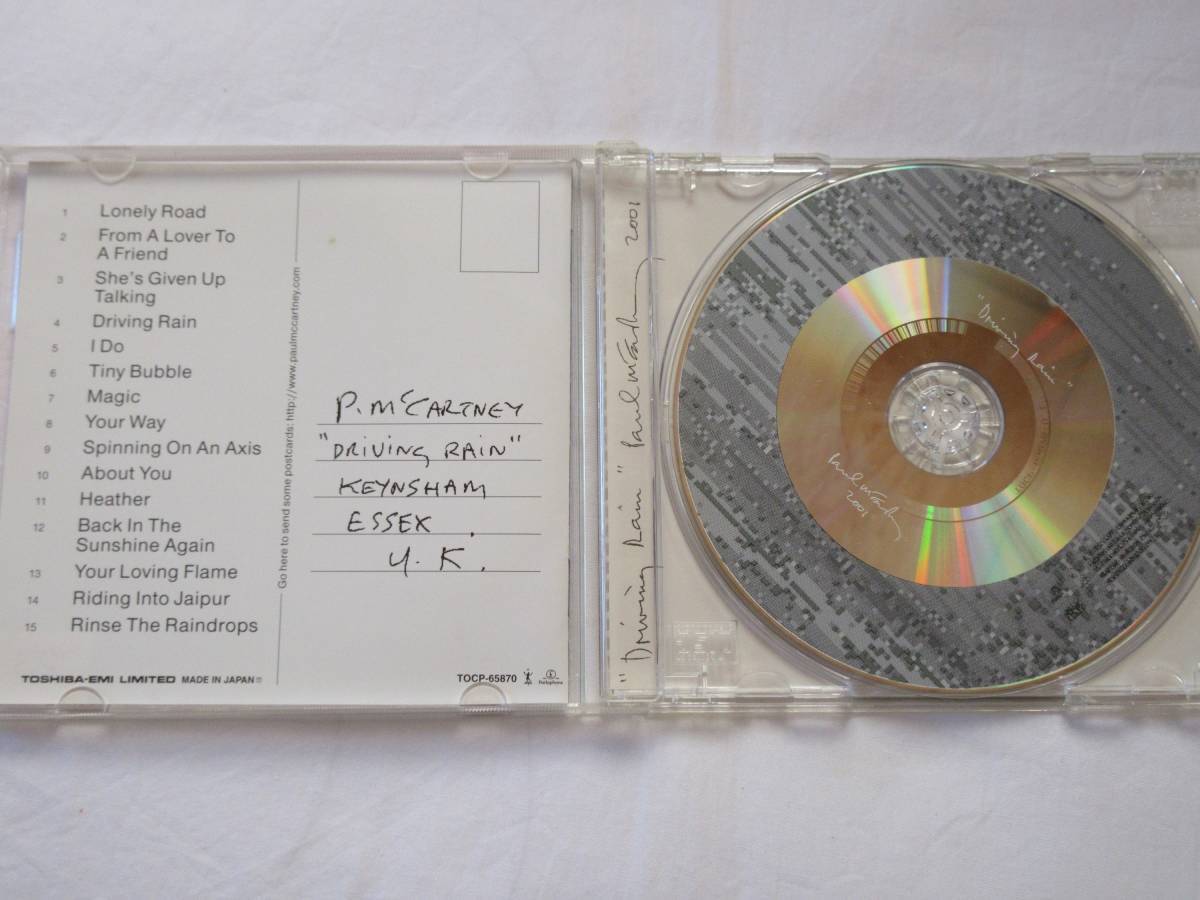 1 Lonely Road
2 From A Lover To
A Friend
3 She's Given Up
Talking
4 Driving Rain
5 I Do
6 Tiny Bubble
7 Magic
8 Your Way
9 Spinning On An Axis
10 About You
11 Heather
12 Back In The
Sunshine Again
13 Your Loving Flame
14 Riding Into Jaipur
15 Rinse The Raindrops
TOSHIBA-EMI LIMITED MADE IN JAPAN
Go here to send some postcards: http://www.paulmccartney.com
P. McCARTNEY
"DRIVING RAIN"
KEYNSHAM
ESSEX.
U.K.
TOCP-65870
Parlophone
"Driving Rain" Paul McCartney 2001
"Driving Rain"
Paul McCartney
2001